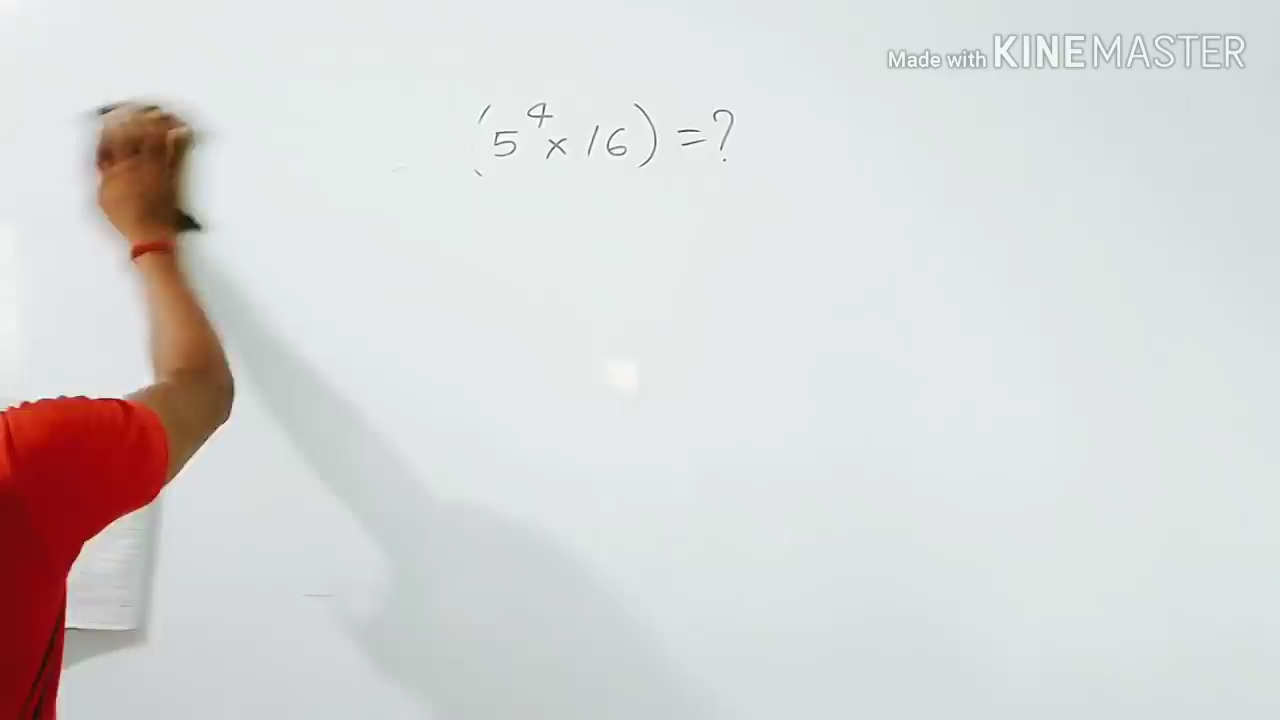 Made with KINEMASTER
(5⁴ x 16) = ?